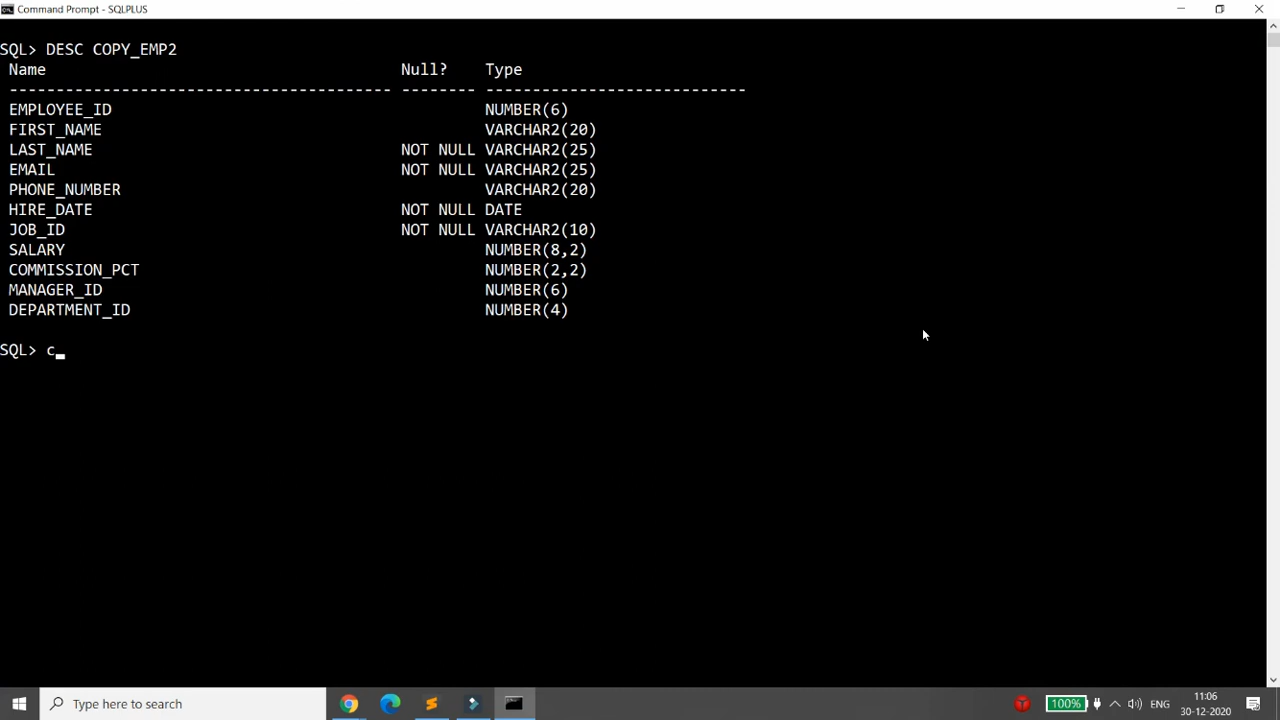 Command Prompt - SQLPLUS
SQL> DESC COPY_EMP2
Name Null? Type
----------------------------------------- -------- ----------------------------
EMPLOYEE_ID NUMBER(6)
FIRST_NAME VARCHAR2(20)
LAST_NAME NOT NULL VARCHAR2(25)
EMAIL NOT NULL VARCHAR2(25)
PHONE_NUMBER VARCHAR2(20)
HIRE_DATE NOT NULL DATE
JOB_ID NOT NULL VARCHAR2(10)
SALARY NUMBER(8,2)
COMMISSION_PCT NUMBER(2,2)
MANAGER_ID NUMBER(6)
DEPARTMENT_ID NUMBER(4)
SQL> c_
Type here to search
100%
ENG
11:06
30-12-2020